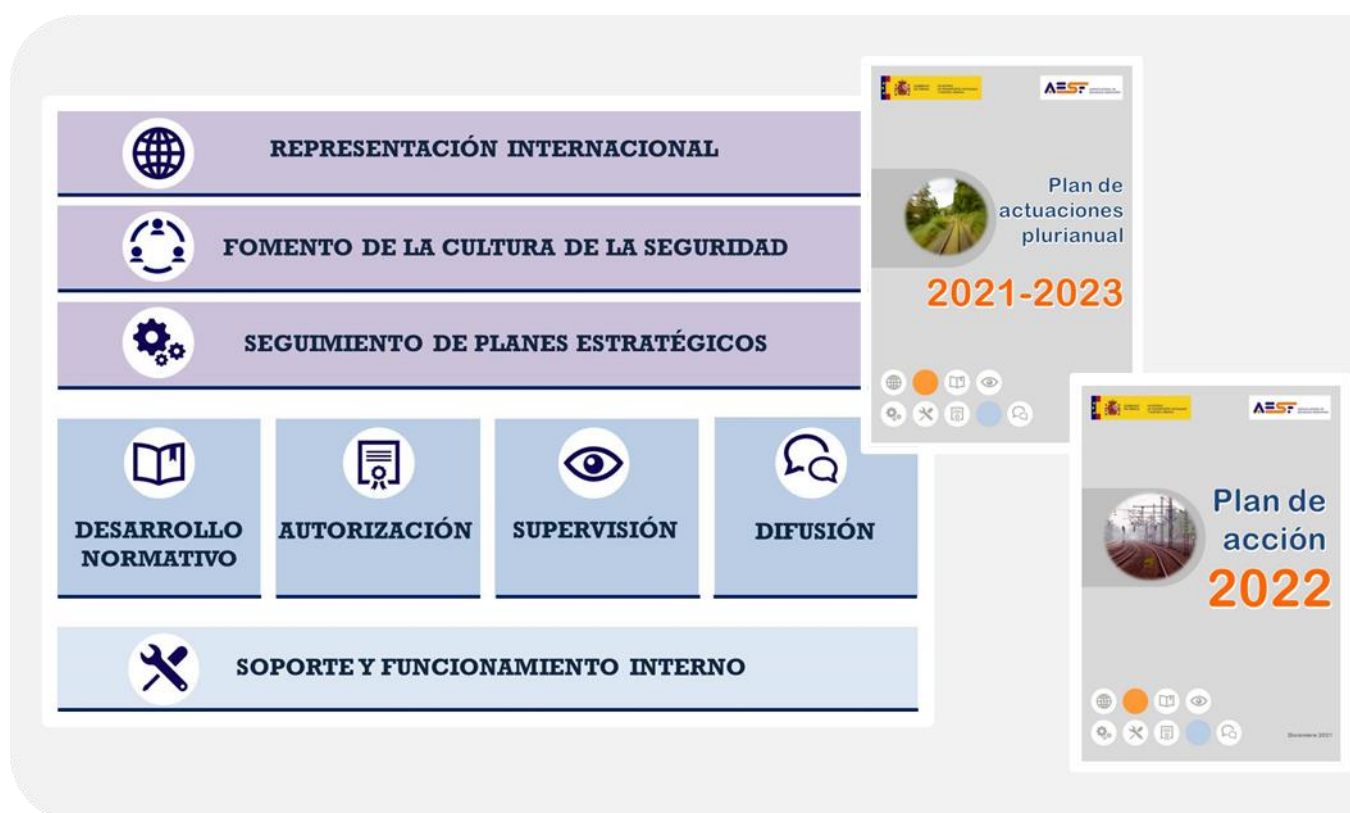 REPRESENTACIÓN INTERNACIONAL
FOMENTO DE LA CULTURA DE LA SEGURIDAD
SEGUIMIENTO DE PLANES ESTRATÉGICOS
DESARROLLO
NORMATIVO
AUTORIZACIÓN
SUPERVISIÓN
DIFUSIÓN
SOPORTE Y FUNCIONAMIENTO INTERNO
AESF
Plan de
actuaciones
plurianual
2021-2023
AESF
Plan de
acción
2022
Diciembre 2021